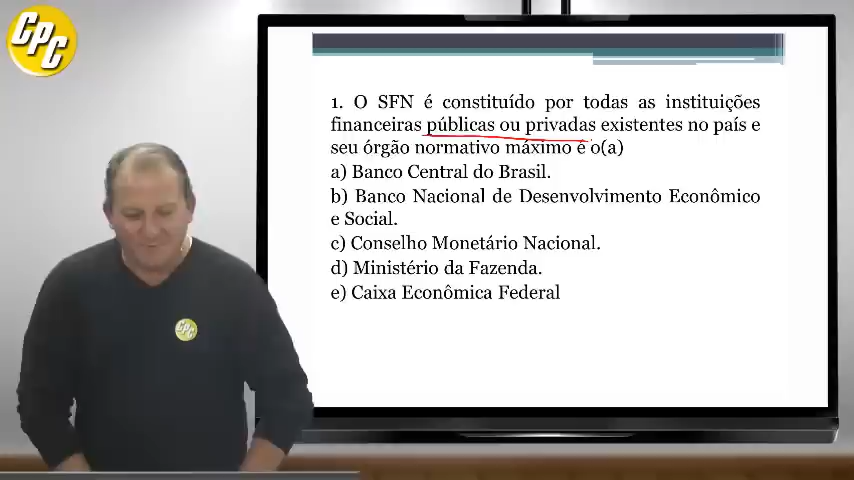 CPC
1. O SFN é constituído por todas as instituições
financeiras públicas ou privadas existentes no país e
seu órgão normativo máximo é o(a)
a) Banco Central do Brasil.
b) Banco Nacional de Desenvolvimento Econômico
e Social.
c) Conselho Monetário Nacional.
d) Ministério da Fazenda.
e) Caixa Econômica Federal
CPC